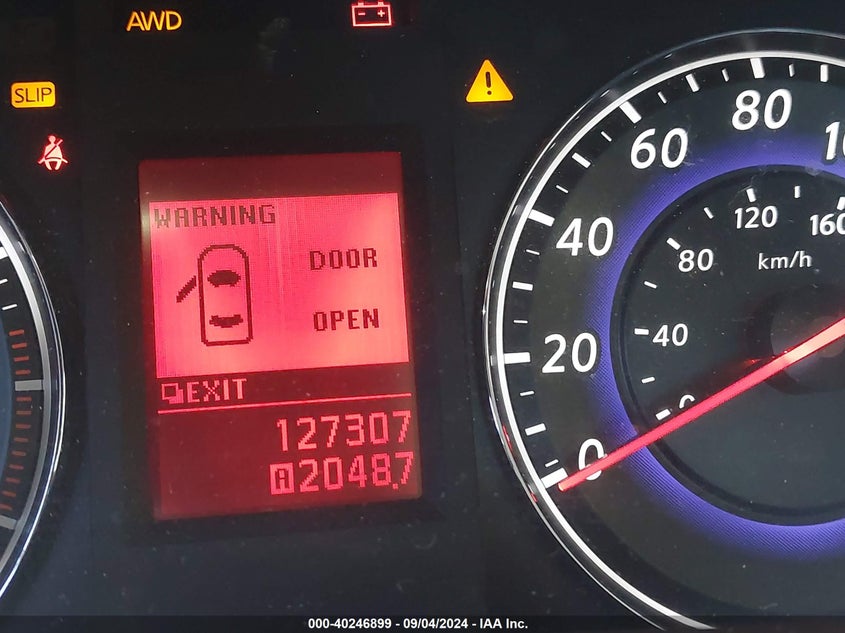 AWD
SLIP
WARNING
DOOR
OPEN
EXIT
127307
A 2048.7
80
60
40
20
0
120
160
80
km/h
40
000-40246899 - 09/04/2024 - IAA Inc.